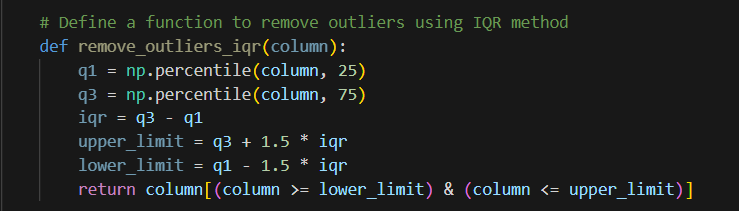 # Define a function to remove outliers using IQR method
def remove_outliers_iqr(column):
    q1 = np.percentile(column, 25)
    q3 = np.percentile(column, 75)
    iqr = q3 - q1
    upper_limit = q3 + 1.5 * iqr
    lower_limit = q1 - 1.5 * iqr
    return column[(column >= lower_limit) & (column <= upper_limit)]